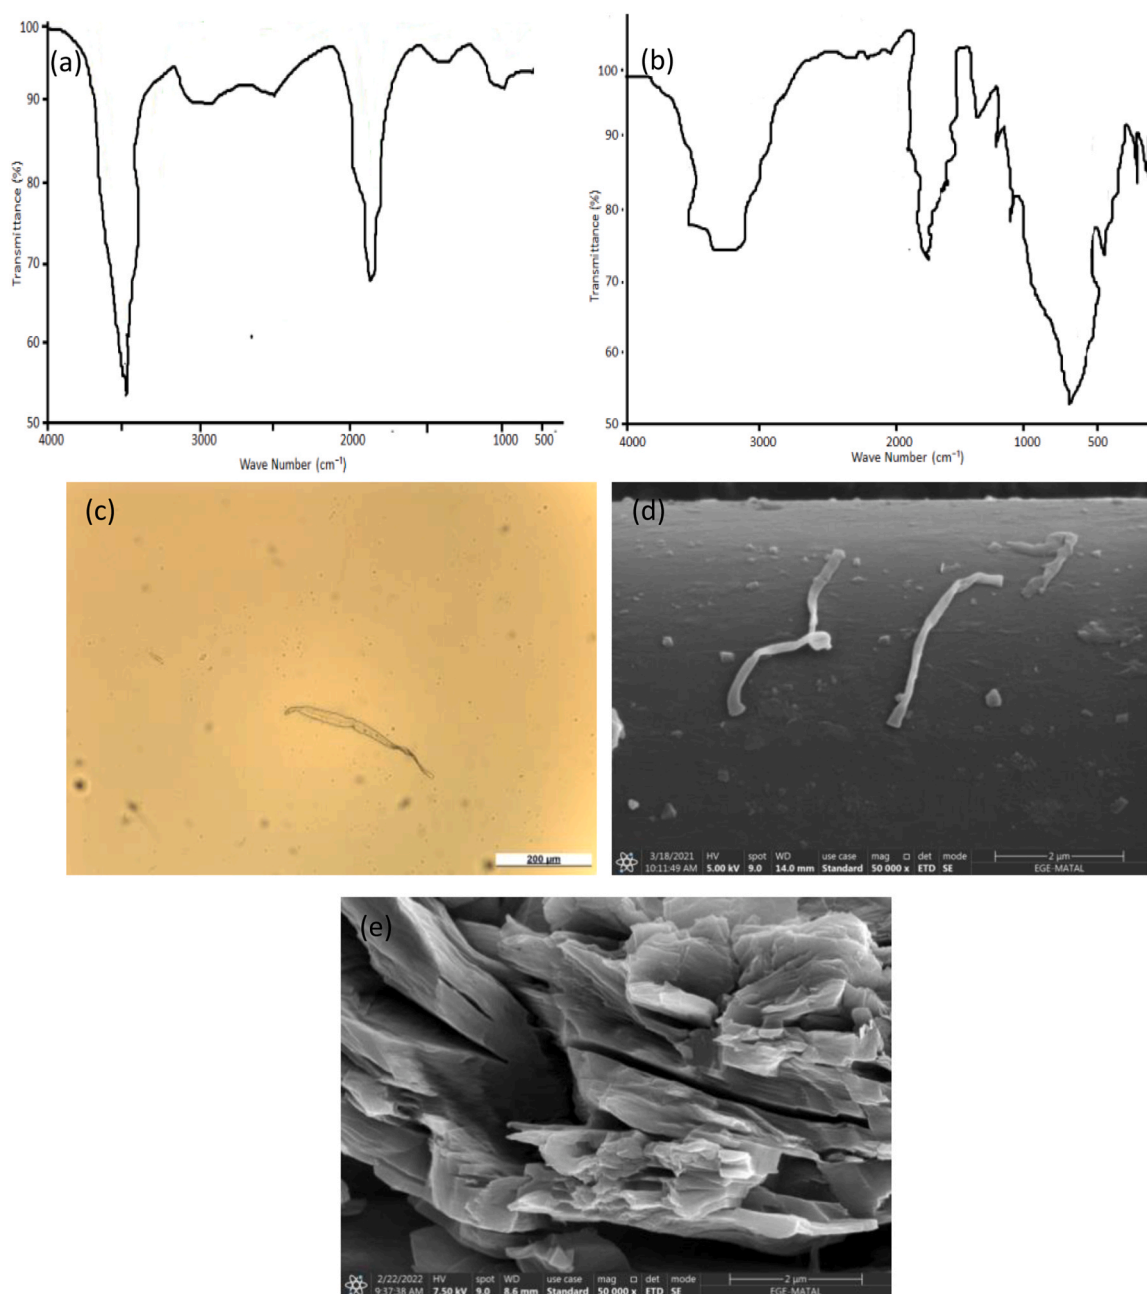 (a)
100
90
80
70
60
50
Transmittance (%)
4000
3000
2000
1000
500
Wave Number (cm⁻¹)
(b)
100
90
80
70
60
50
Transmittance (%)
4000
3000
2000
1000
500
Wave Number (cm⁻¹)
(c)
200 µm
(d)
3/18/2021 HV spot WD use case mag det mode 2 µm
10:11:49 AM 5.00 kV 9.0 14.0 mm Standard 50 000 x ETD SE EGE-MATAL
(e)
2/22/2022 HV spot WD use case mag det mode 2 µm
9:37:38 AM 7.50 kV 9.0 8.6 mm Standard 50 000 x ETD SE EGE-MATAL